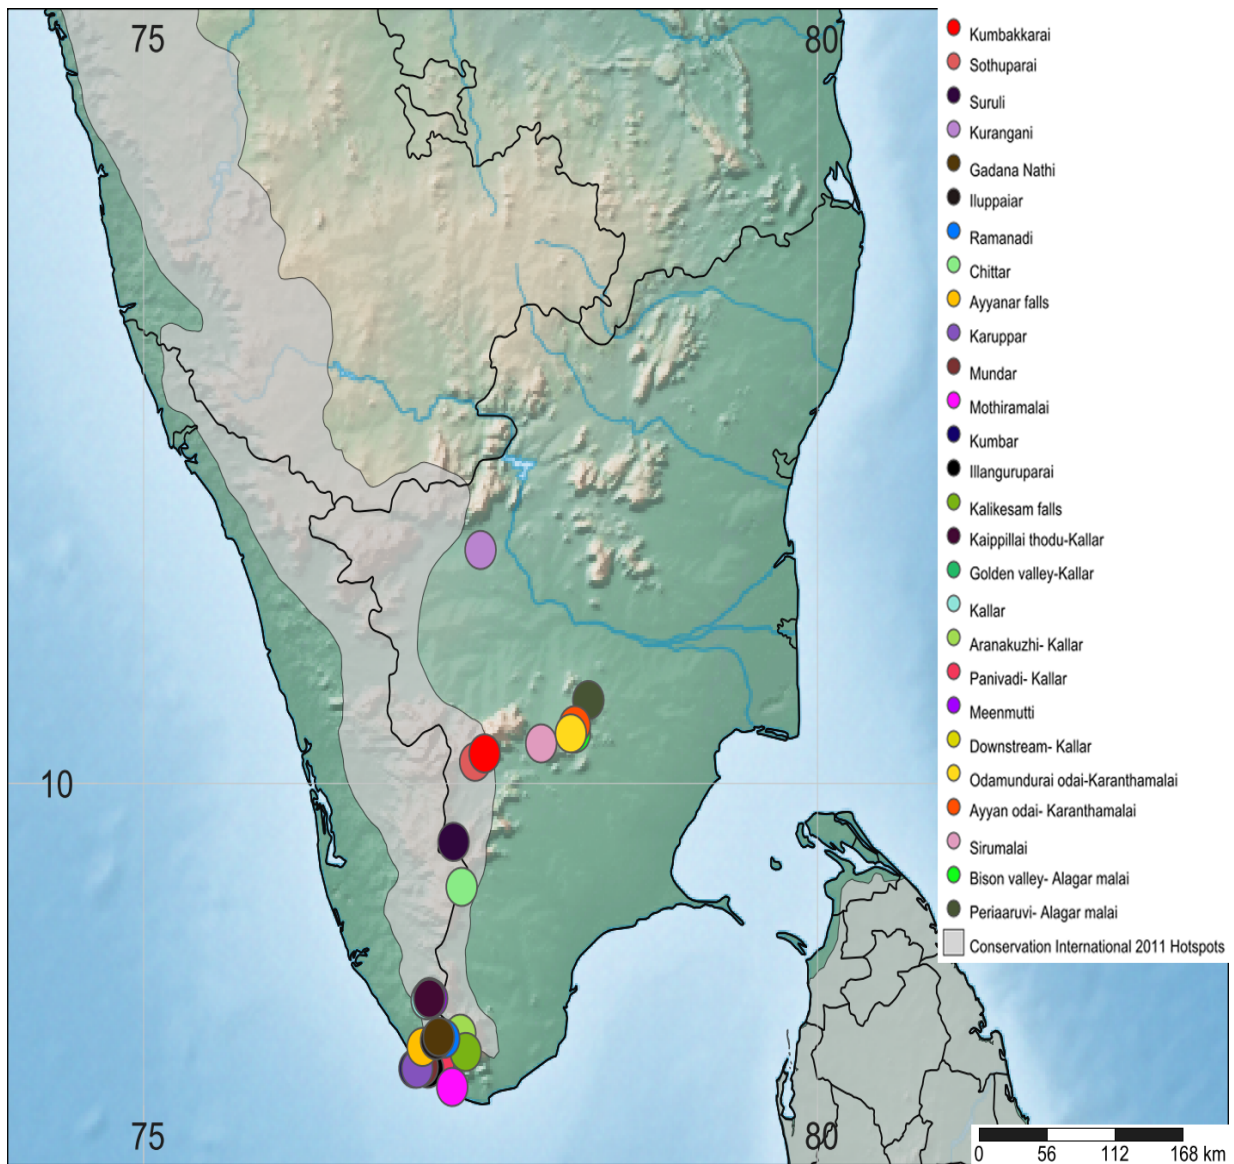 75
80
Kumbakkarai
Sothuparai
Suruli
Kurangani
Gadana Nathi
Iluppaiar
Ramanadi
Chittar
Ayyanar falls
Karuppar
Mundar
Mothiramalai
Kumbar
Illanguruparai
Kalikesam falls
Kaippillai thodu-Kallar
Golden valley-Kallar
Kallar
Aranakuzhi- Kallar
Panivadi- Kallar
Meenmutti
Downstream- Kallar
Odamundurai odai-Karanthamalai
Ayyan odai- Karanthamalai
Sirumalai
Bison valley- Alagar malai
Periaaruvi- Alagar malai
Conservation International 2011 Hotspots
10
75
80
0 56 112 168 km